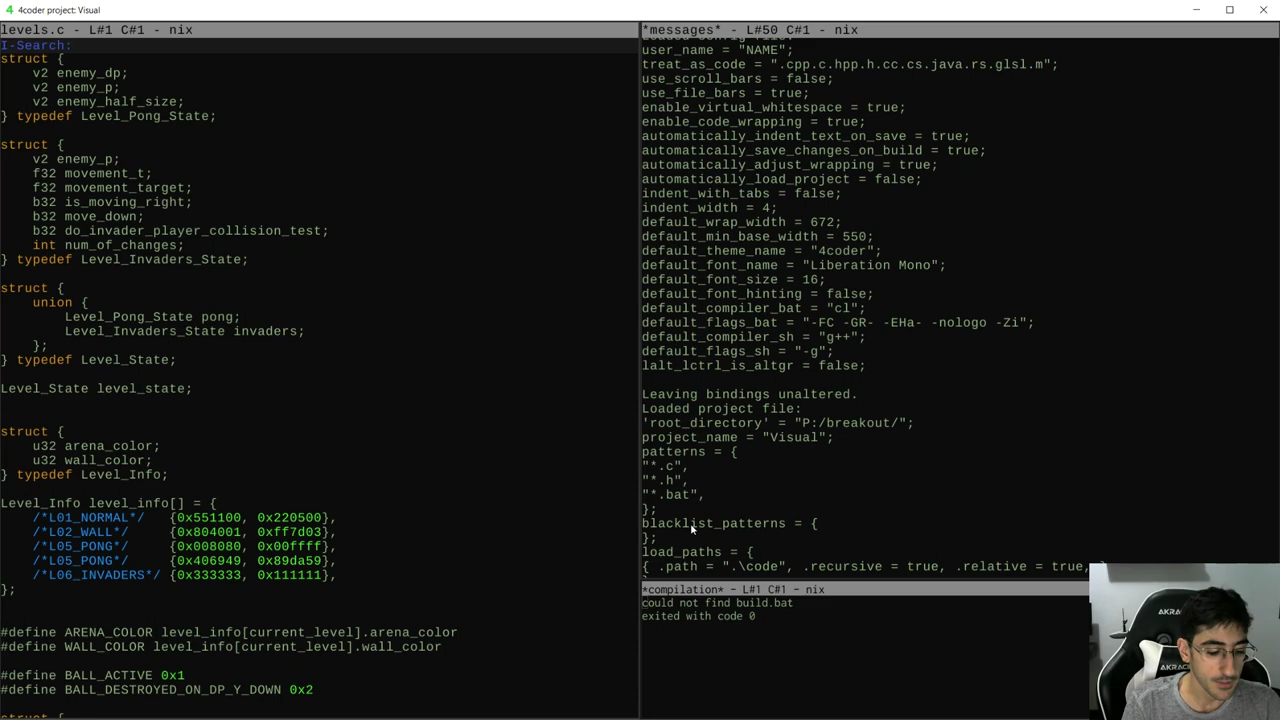 4coder project: Visual
levels.c - L#1 C#1 - nix
I-Search:
struct {
    v2 enemy_dp;
    v2 enemy_p;
    v2 enemy_half_size;
} typedef Level_Pong_State;
struct {
    v2 enemy_p;
    f32 movement_t;
    f32 movement_target;
    b32 is_moving_right;
    b32 move_down;
    b32 do_invader_player_collision_test;
    int num_of_changes;
} typedef Level_Invaders_State;
struct {
    union {
        Level_Pong_State pong;
        Level_Invaders_State invaders;
    };
} typedef Level_State;
Level_State level_state;
struct {
    u32 arena_color;
    u32 wall_color;
} typedef Level_Info;
Level_Info level_info[] = {
    /*L01_NORMAL*/   {0x551100, 0x220500},
    /*L02_WALL*/     {0x804001, 0xff7d03},
    /*L05_PONG*/     {0x008080, 0x00ffff},
    /*L05_PONG*/     {0x406949, 0x89da59},
    /*L06_INVADERS*/ {0x333333, 0x111111},
};
#define ARENA_COLOR level_info[current_level].arena_color
#define WALL_COLOR level_info[current_level].wall_color
#define BALL_ACTIVE 0x1
#define BALL_DESTROYED_ON_DP_Y_DOWN 0x2
struct {
*messages* - L#50 C#1 - nix
Loaded config file:
user_name = "NAME";
treat_as_code = ".cpp.c.hpp.h.cc.cs.java.rs.glsl.m";
use_scroll_bars = false;
use_file_bars = true;
enable_virtual_whitespace = true;
enable_code_wrapping = true;
automatically_indent_text_on_save = true;
automatically_save_changes_on_build = true;
automatically_adjust_wrapping = true;
automatically_load_project = false;
indent_with_tabs = false;
indent_width = 4;
default_wrap_width = 672;
default_min_base_width = 550;
default_theme_name = "4coder";
default_font_name = "Liberation Mono";
default_font_size = 16;
default_font_hinting = false;
default_compiler_bat = "cl";
default_flags_bat = "-FC -GR- -EHa- -nologo -Zi";
default_compiler_sh = "g++";
default_flags_sh = "-g";
lalt_lctrl_is_altgr = false;
Leaving bindings unaltered.
Loaded project file:
'root_directory' = "P:/breakout/";
project_name = "Visual";
patterns = {
"*.c",
"*.h",
"*.bat",
};
blacklist_patterns = {
};
load_paths = {
{ .path = ".\code", .recursive = true, .relative = true, }
*compilation* - L#1 C#1 - nix
could not find build.bat
exited with code 0